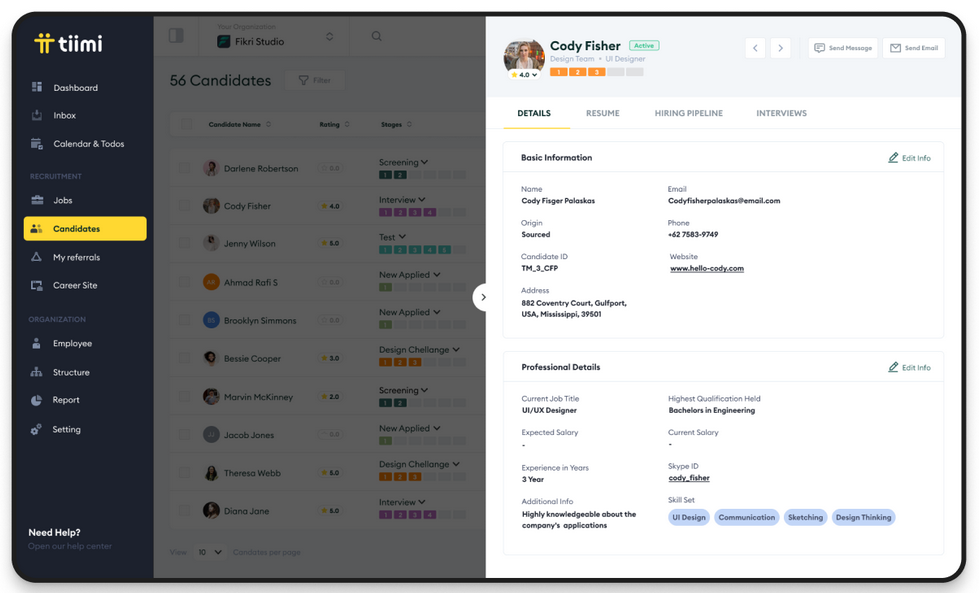 tiimi
Dashboard
Inbox
Calendar & Todos
RECRUITMENT
Jobs
Candidates
My referrals
Career Site
ORGANIZATION
Employee
Structure
Report
Setting
Need Help?
Open our help center
Your Organization
Fikri Studio
56 Candidates
Filter
Candidate Name Rating Stages
Darlene Robertson 0.0 Screening
1 2
Cody Fisher 4.0 Interview
1 2 3 4
Jenny Wilson 5.0 Test
1 2 3 4 5
AR Ahmad Rafi S 0.0 New Applied
1
BS Brooklyn Simmons 0.0 New Applied
1
Bessie Cooper 3.0 Design Chellange
1 2 3
Marvin McKinney 2.0 Screening
1 2
JJ Jacob Jones 0.0 New Applied
1
Theresa Webb 5.0 Design Chellange
1 2 3
Diana Jane 5.0 Interview
1 2 3 4
View 10 Condates per page
Cody Fisher Active
Design Team • UI Designer
4.0
1 2 3
Send Message
Send Email
DETAILS RESUME HIRING PIPELINE INTERVIEWS
Basic Information Edit Info
Name
Cody Fisger Palaskas
Email
Codyfisherpalaskas@email.com
Origin
Sourced
Phone
+62 7583-9749
Candidate ID
TM_3_CFP
Website
www.hello-cody.com
Address
882 Coventry Court, Gulfport,
USA, Mississippi, 39501
Professional Details Edit Info
Current Job Title
UI/UX Designer
Highest Qualification Held
Bachelors in Engineering
Expected Salary
-
Current Salary
-
Experience in Years
3 Year
Skype ID
cody_fisher
Additional Info
Highly knowledgeable about the
company's applications
Skill Set
UI Design Communication Sketching Design Thinking